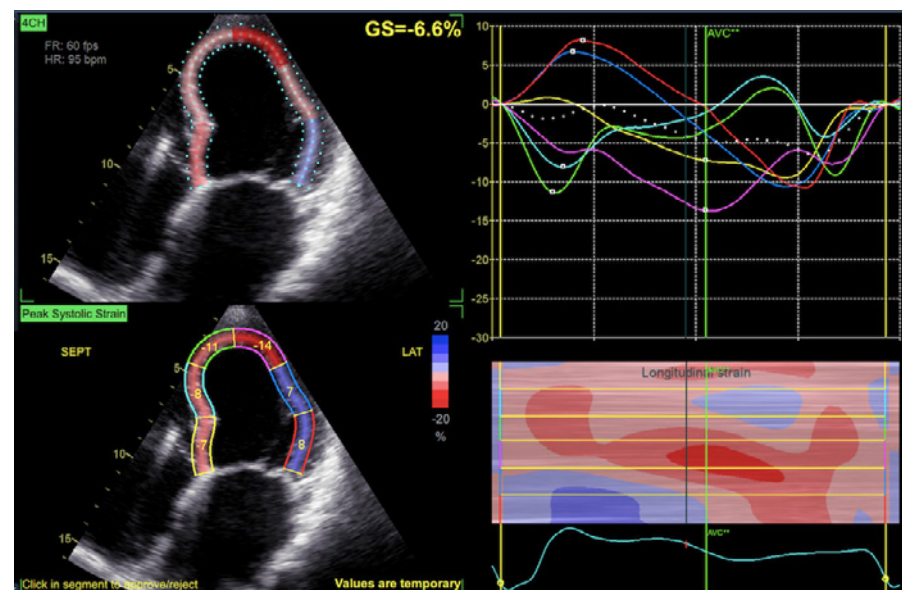 4CH
GS=-6.6%
FR: 60 fps
HR: 95 bpm
5
10
15
Peak Systolic Strain
SEPT
LAT
20
-20
%
5
10
15
-11
-14
-8
7
-7
8
Click in segment to approve/reject
Values are temporary
10
5
0
-5
-10
-15
-20
-25
-30
AVC**
Longitudinal strain
AVC**